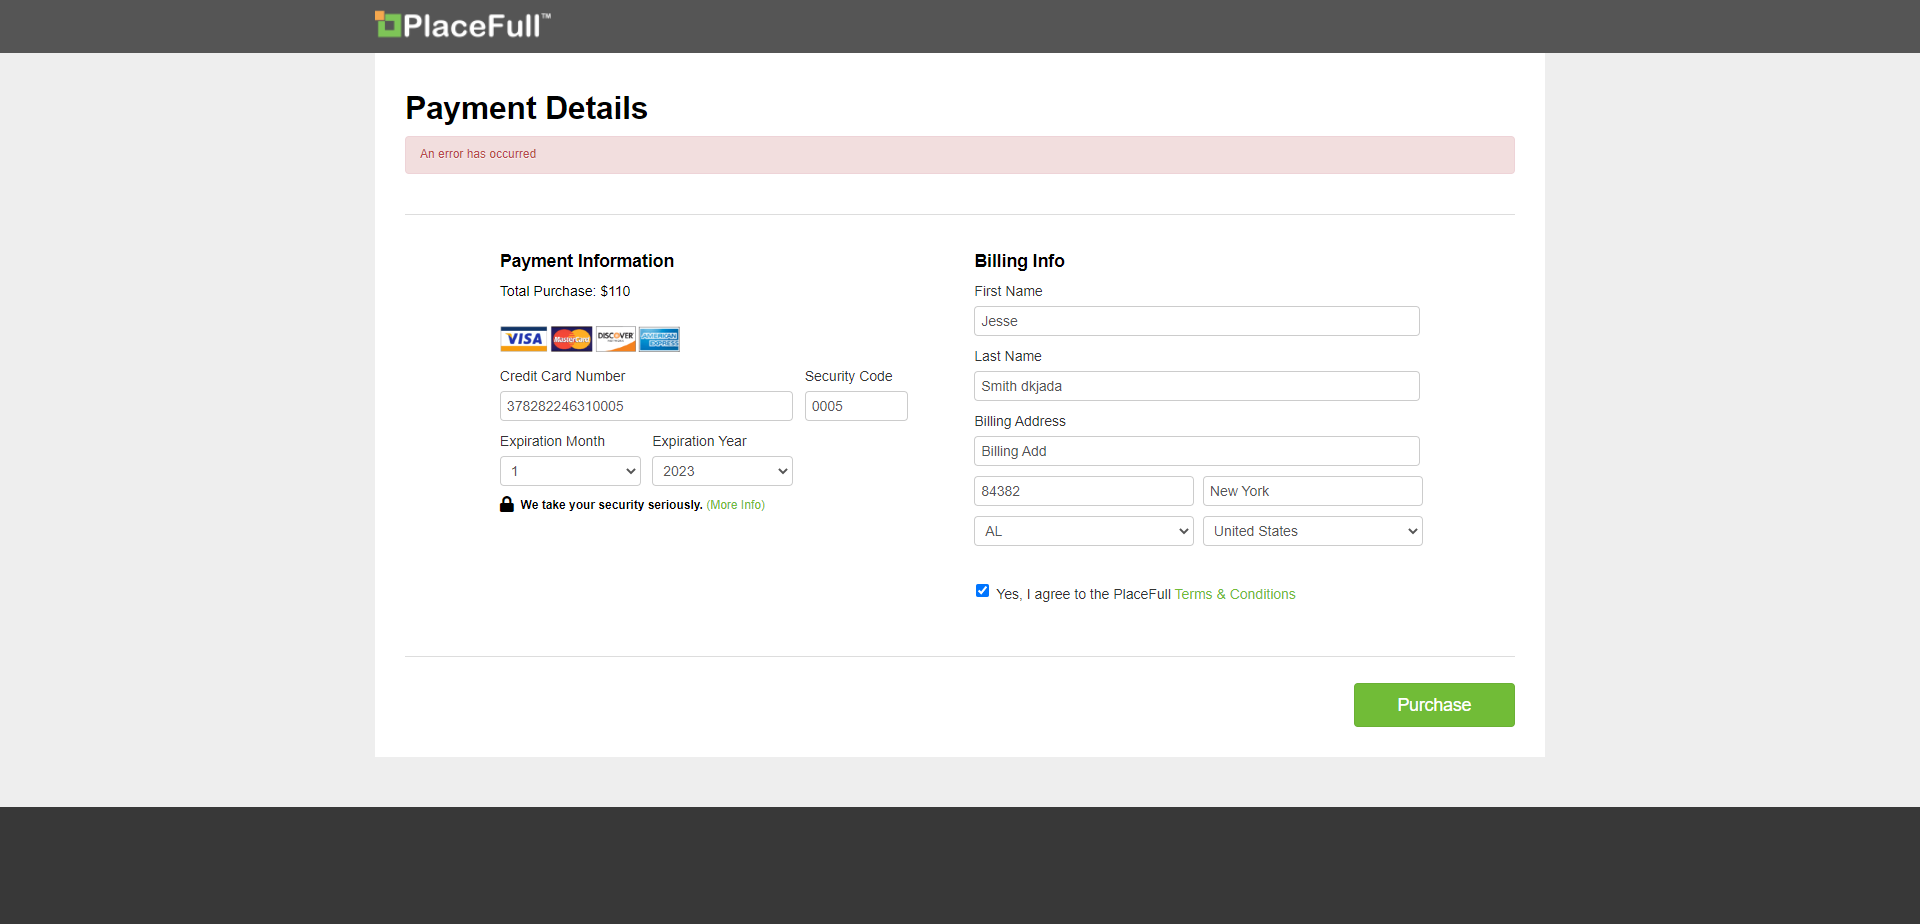 PlaceFull™
Payment Details
An error has occurred
Payment Information
Total Purchase: $110
VISA MasterCard DISCOVER AMERICAN EXPRESS
Credit Card Number Security Code
378282246310005 0005
Expiration Month Expiration Year
1 2023
We take your security seriously. (More Info)
Billing Info
First Name
Jesse
Last Name
Smith dkjada
Billing Address
Billing Add
84382 New York
AL United States
Yes, I agree to the PlaceFull Terms & Conditions
Purchase